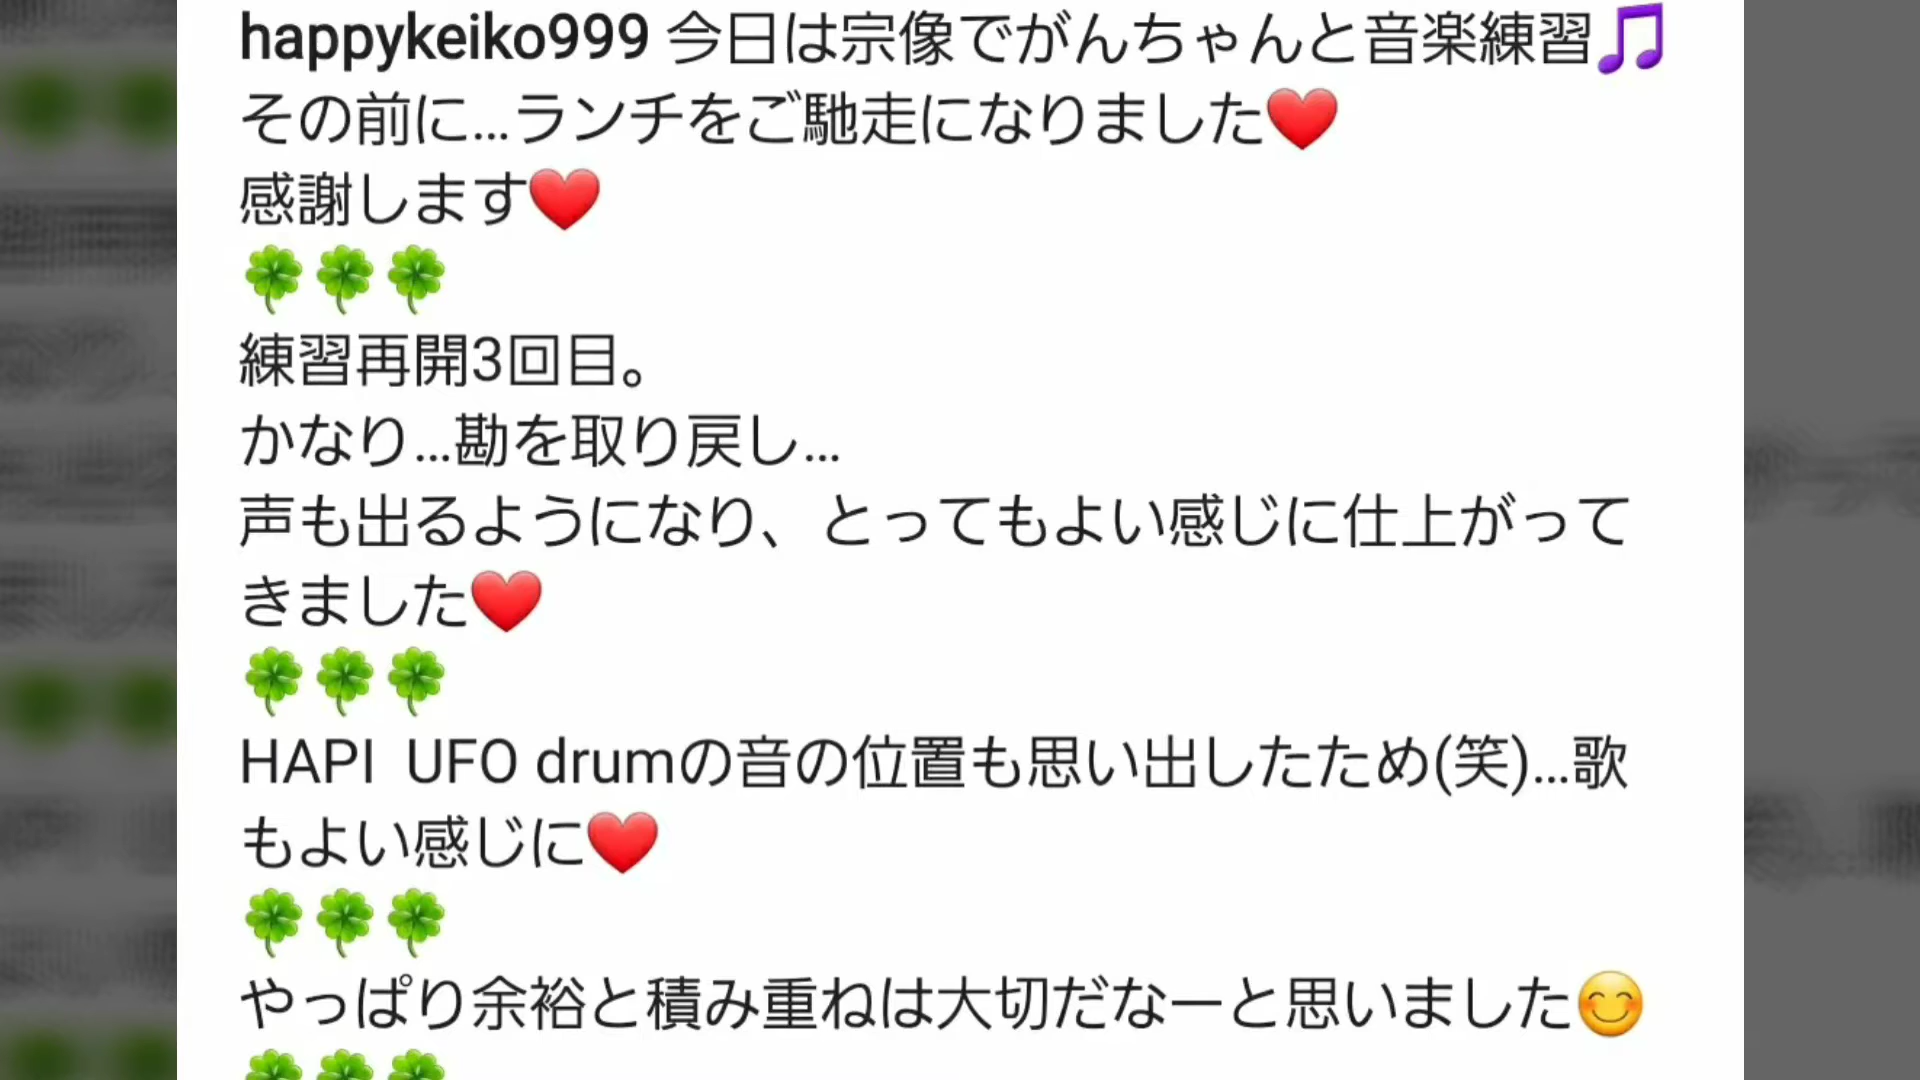 happykeiko999 今日は宗像でがんちゃんと音楽練習🎵
その前に…ランチをご馳走になりました❤️
感謝します❤️
🍀🍀🍀
練習再開3回目。
かなり…勘を取り戻し…
声も出るようになり、とってもよい感じに仕上がって
きました❤️
🍀🍀🍀
HAPI UFO drumの音の位置も思い出したため(笑)…歌
もよい感じに❤️
🍀🍀🍀
やっぱり余裕と積み重ねは大切だなーと思いました😊
🍀🍀🍀